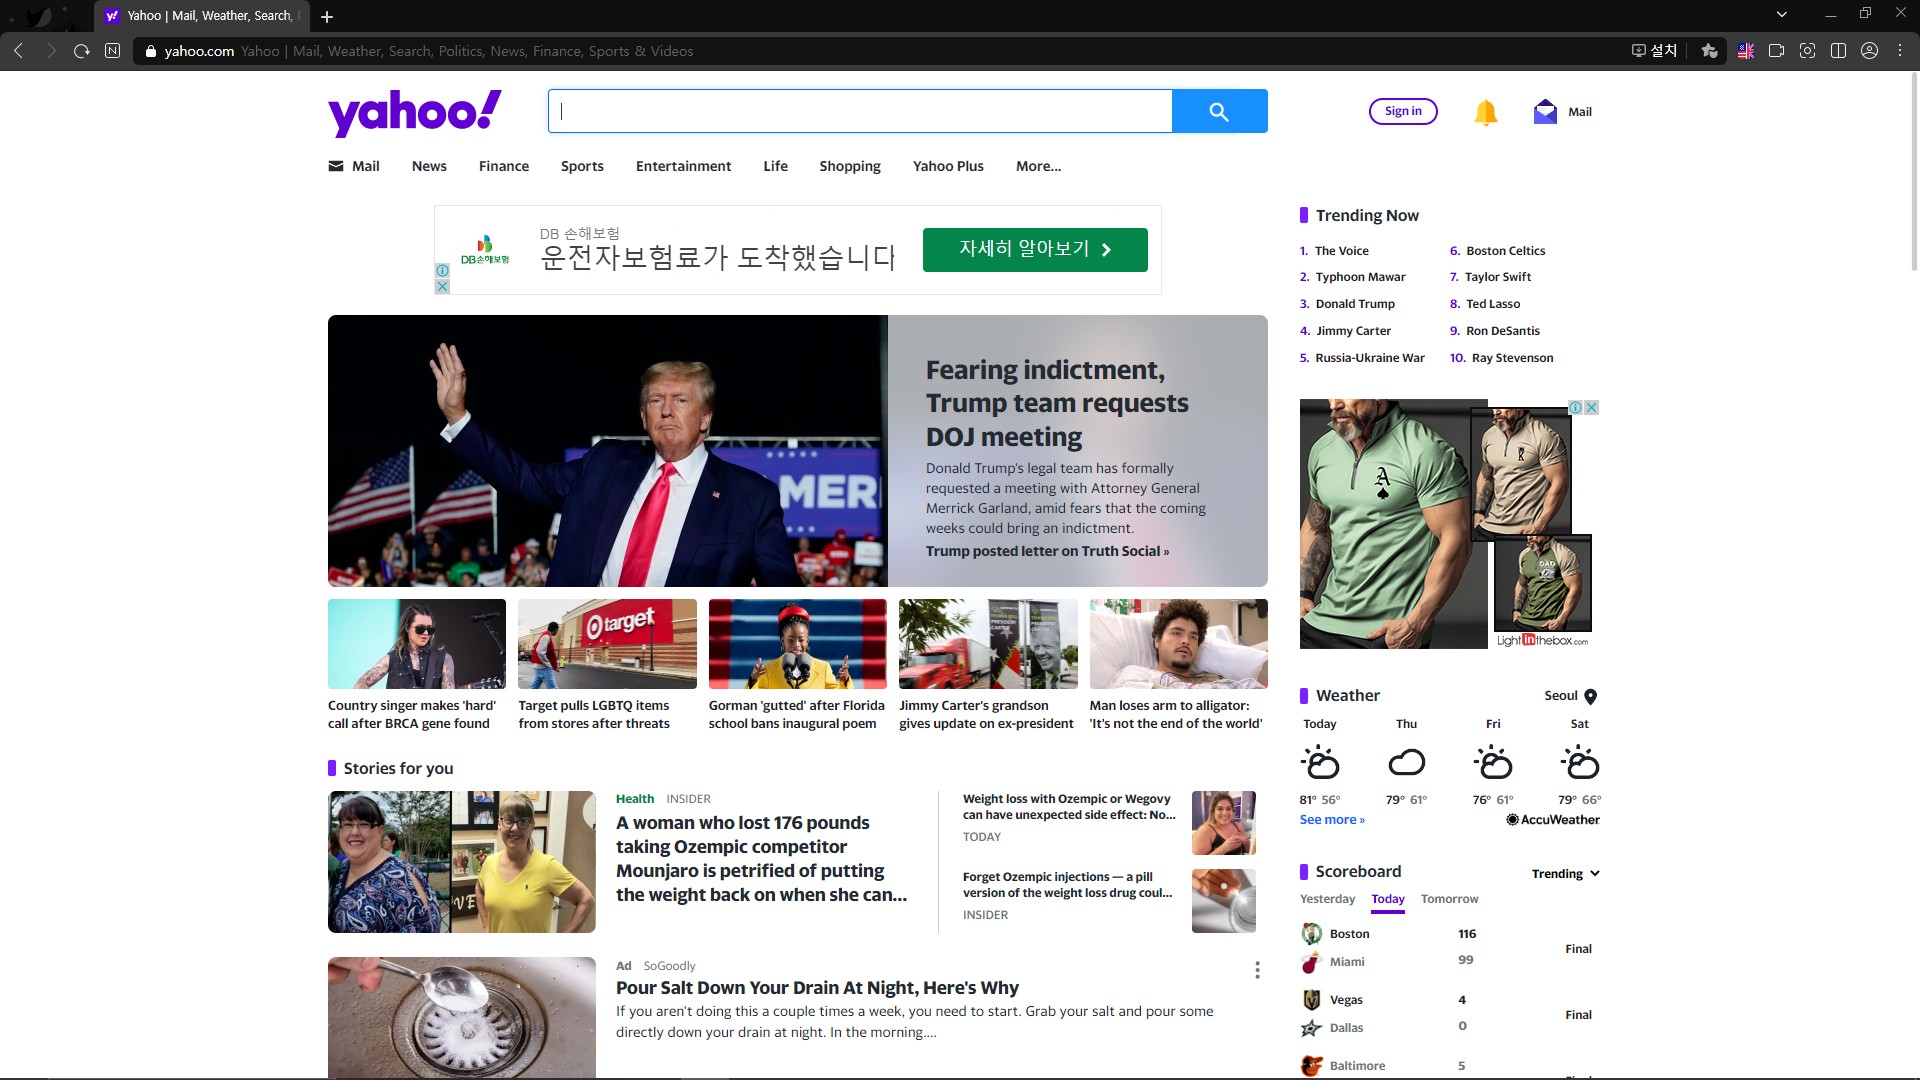 Yahoo | Mail, Weather, Search,
yahoo.com Yahoo | Mail, Weather, Search, Politics, News, Finance, Sports & Videos
설치
yahoo!
Sign in
Mail
Mail News Finance Sports Entertainment Life Shopping Yahoo Plus More...
DB손해보험
DB 손해보험
운전자보험료가 도착했습니다
자세히 알아보기
MER
Fearing indictment,
Trump team requests
DOJ meeting
Donald Trump's legal team has formally
requested a meeting with Attorney General
Merrick Garland, amid fears that the coming
weeks could bring an indictment.
Trump posted letter on Truth Social »
target
Country singer makes 'hard'
call after BRCA gene found
Target pulls LGBTQ items
from stores after threats
Gorman 'gutted' after Florida
school bans inaugural poem
Jimmy Carter's grandson
gives update on ex-president
Man loses arm to alligator:
'It's not the end of the world'
Stories for you
Health INSIDER
A woman who lost 176 pounds
taking Ozempic competitor
Mounjaro is petrified of putting
the weight back on when she can...
Weight loss with Ozempic or Wegovy
can have unexpected side effect: No...
TODAY
Forget Ozempic injections — a pill
version of the weight loss drug coul...
INSIDER
Ad SoGoodly
Pour Salt Down Your Drain At Night, Here's Why
If you aren't doing this a couple times a week, you need to start. Grab your salt and pour some
directly down your drain at night. In the morning....
Trending Now
1. The Voice
2. Typhoon Mawar
3. Donald Trump
4. Jimmy Carter
5. Russia-Ukraine War
6. Boston Celtics
7. Taylor Swift
8. Ted Lasso
9. Ron DeSantis
10. Ray Stevenson
A
K
DAD
Lightinthebox.com
Weather
Seoul
Today Thu Fri Sat
81° 56° 79° 61° 76° 61° 79° 66°
See more »
AccuWeather
Scoreboard
Trending
Yesterday Today Tomorrow
Boston 116
Miami 99
Final
Vegas 4
Dallas 0
Final
Baltimore 5